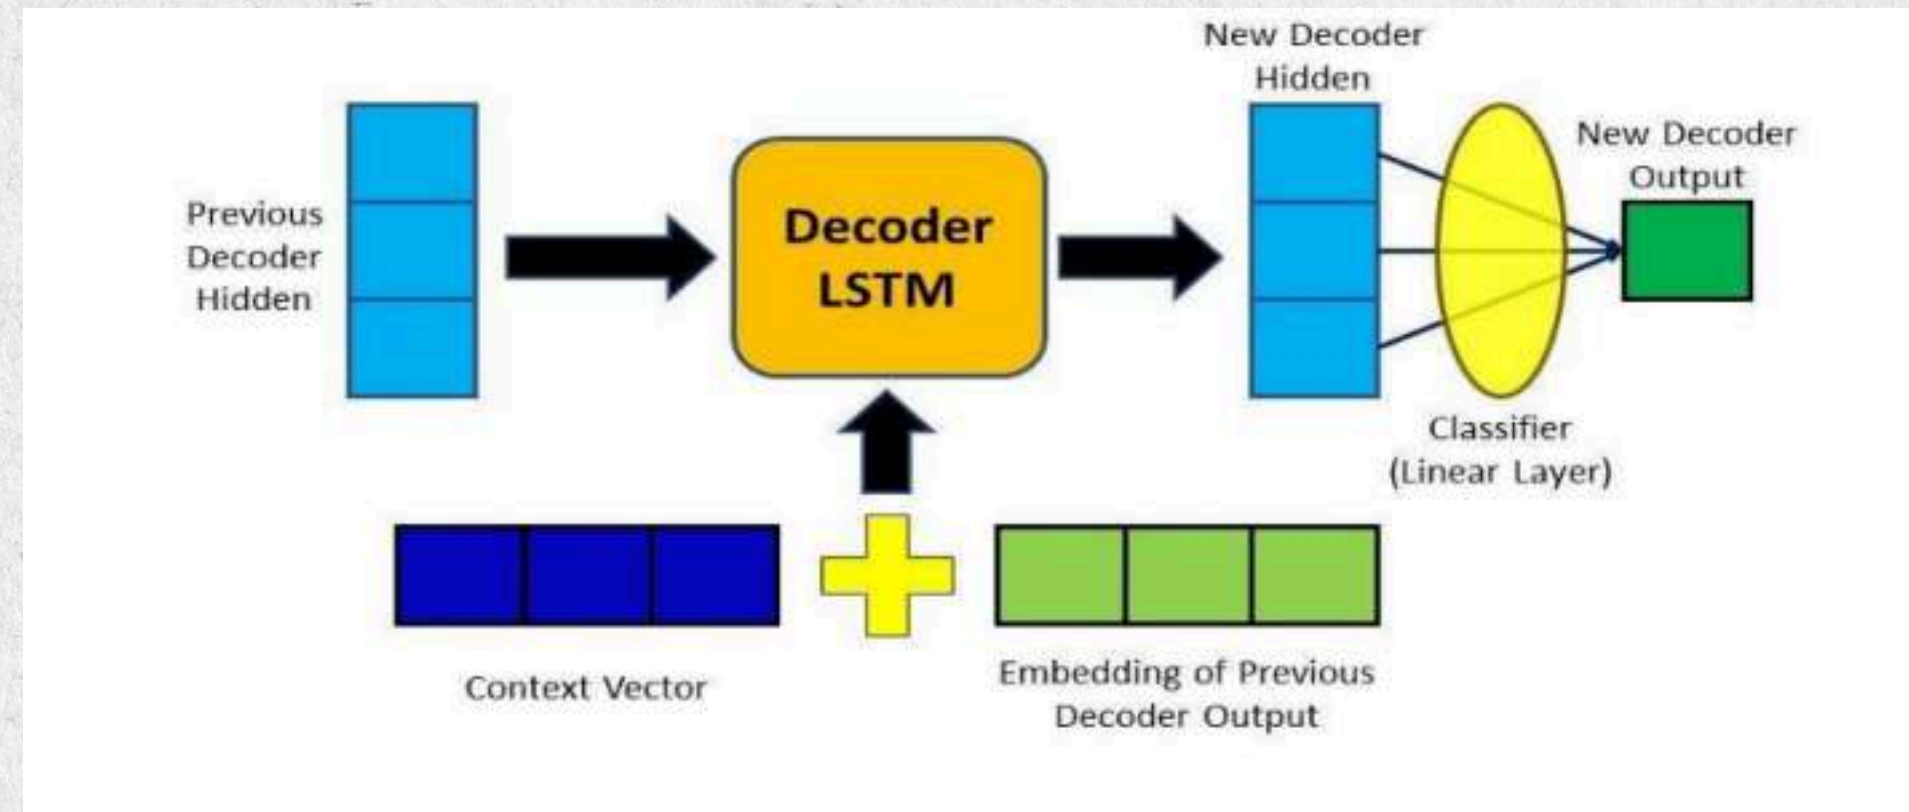 New Decoder
Hidden
New Decoder
Output
Previous
Decoder
Hidden
Decoder
LSTM
Classifier
(Linear Layer)
Context Vector
Embedding of Previous
Decoder Output